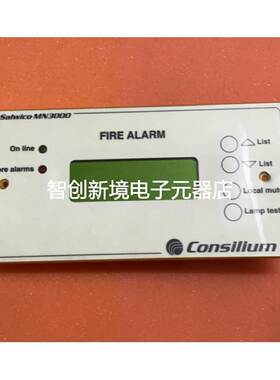 Salwico MN3000
FIRE ALARM
On line
List
List
re alarms
智创新境电子元器店
Local mut
Lamp test
Consilium